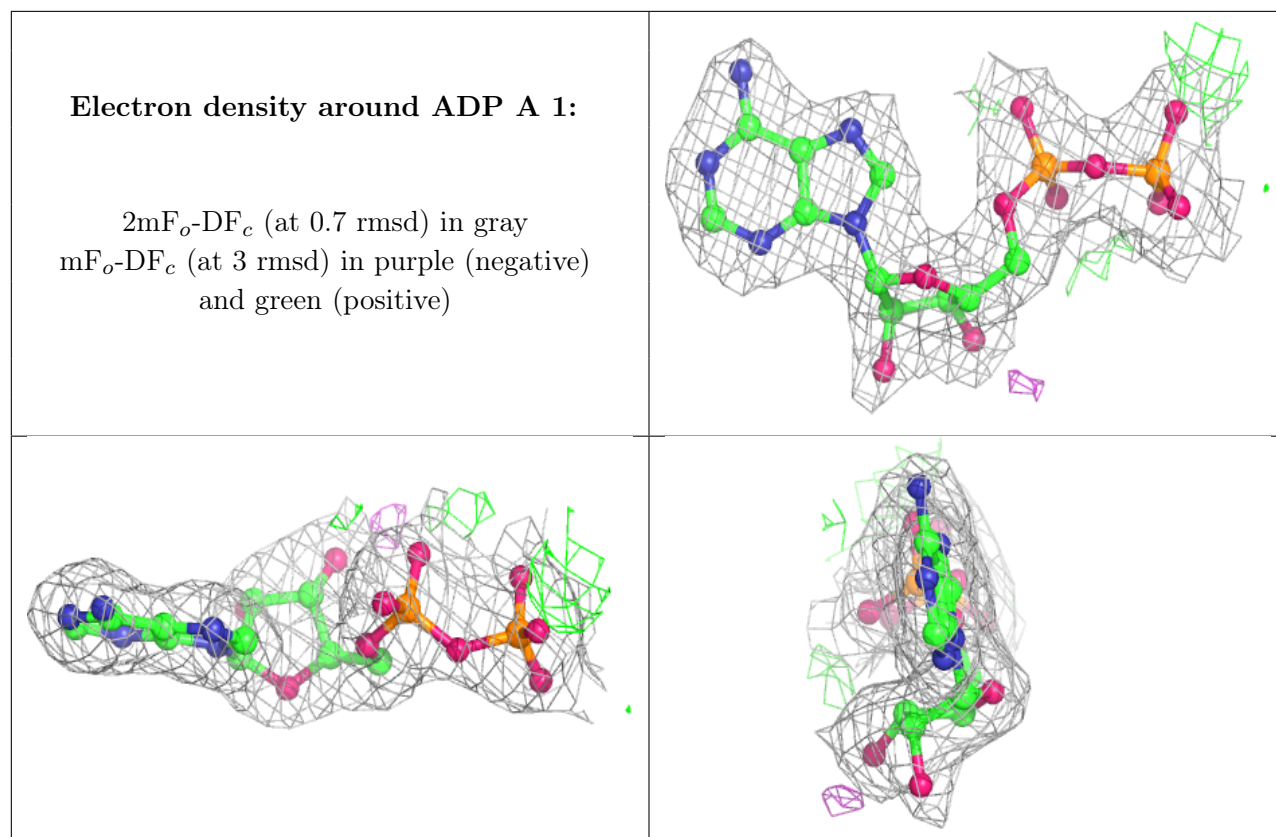 Electron density around ADP A 1:
2mFₒ-DF𝒸 (at 0.7 rmsd) in gray
mFₒ-DF𝒸 (at 3 rmsd) in purple (negative)
and green (positive)